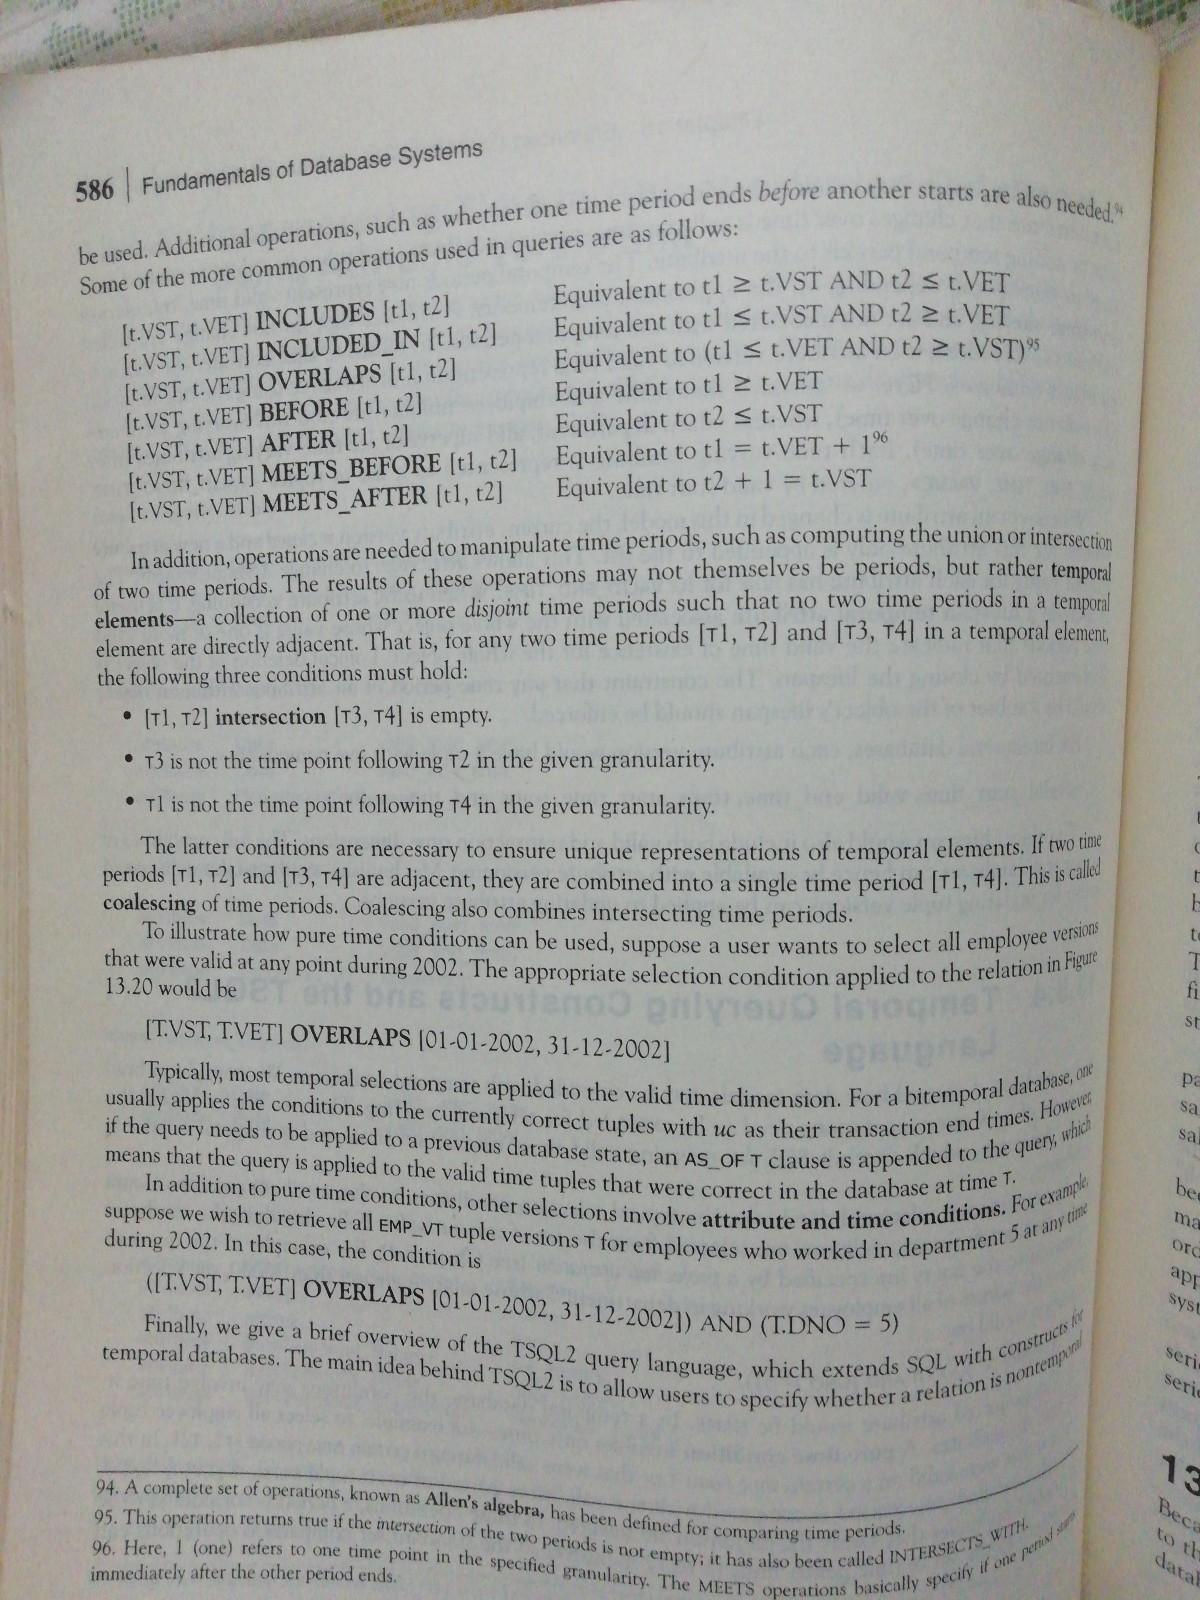 586 | Fundamentals of Database Systems
be used. Additional operations, such as whether one time period ends before another starts are also needed.94
Some of the more common operations used in queries are as follows:
[t.VST, t.VET] INCLUDES [t1, t2] Equivalent to t1 ≥ t.VST AND t2 ≤ t.VET
[t.VST, t.VET] INCLUDED_IN [t1, t2] Equivalent to t1 ≤ t.VST AND t2 ≥ t.VET
[t.VST, t.VET] OVERLAPS [t1, t2] Equivalent to (t1 ≤ t.VET AND t2 ≥ t.VST)95
[t.VST, t.VET] BEFORE [t1, t2] Equivalent to t1 ≥ t.VET
[t.VST, t.VET] AFTER [t1, t2] Equivalent to t2 ≤ t.VST
[t.VST, t.VET] MEETS_BEFORE [t1, t2] Equivalent to t1 = t.VET + 196
[t.VST, t.VET] MEETS_AFTER [t1, t2] Equivalent to t2 + 1 = t.VST
In addition, operations are needed to manipulate time periods, such as computing the union or intersection
of two time periods. The results of these operations may not themselves be periods, but rather temporal
elements—a collection of one or more disjoint time periods such that no two time periods in a temporal
element are directly adjacent. That is, for any two time periods [T1, T2] and [T3, T4] in a temporal element,
the following three conditions must hold:
• [T1, T2] intersection [T3, T4] is empty.
• T3 is not the time point following T2 in the given granularity.
• T1 is not the time point following T4 in the given granularity.
The latter conditions are necessary to ensure unique representations of temporal elements. If two time
periods [T1, T2] and [T3, T4] are adjacent, they are combined into a single time period [T1, T4]. This is called
coalescing of time periods. Coalescing also combines intersecting time periods.
To illustrate how pure time conditions can be used, suppose a user wants to select all employee versions
that were valid at any point during 2002. The appropriate selection condition applied to the relation in Figure
13.20 would be
[T.VST, T.VET] OVERLAPS [01-01-2002, 31-12-2002]
Typically, most temporal selections are applied to the valid time dimension. For a bitemporal database, one
usually applies the conditions to the currently correct tuples with uc as their transaction end times. However,
if the query needs to be applied to a previous database state, an AS_OF T clause is appended to the query, which
means that the query is applied to the valid time tuples that were correct in the database at time T.
In addition to pure time conditions, other selections involve attribute and time conditions. For example,
suppose we wish to retrieve all EMP_VT tuple versions T for employees who worked in department 5 at any time
during 2002. In this case, the condition is
([T.VST, T.VET] OVERLAPS [01-01-2002, 31-12-2002]) AND (T.DNO = 5)
Finally, we give a brief overview of the TSQL2 query language, which extends SQL with constructs for
temporal databases. The main idea behind TSQL2 is to allow users to specify whether a relation is nontemporal
94. A complete set of operations, known as Allen's algebra, has been defined for comparing time periods.
95. This operation returns true if the intersection of the two periods is not empty; it has also been called INTERSECTS_WITH.
96. Here, 1 (one) refers to one time point in the specified granularity. The MEETS operations basically specify if one period starts
immediately after the other period ends.
13